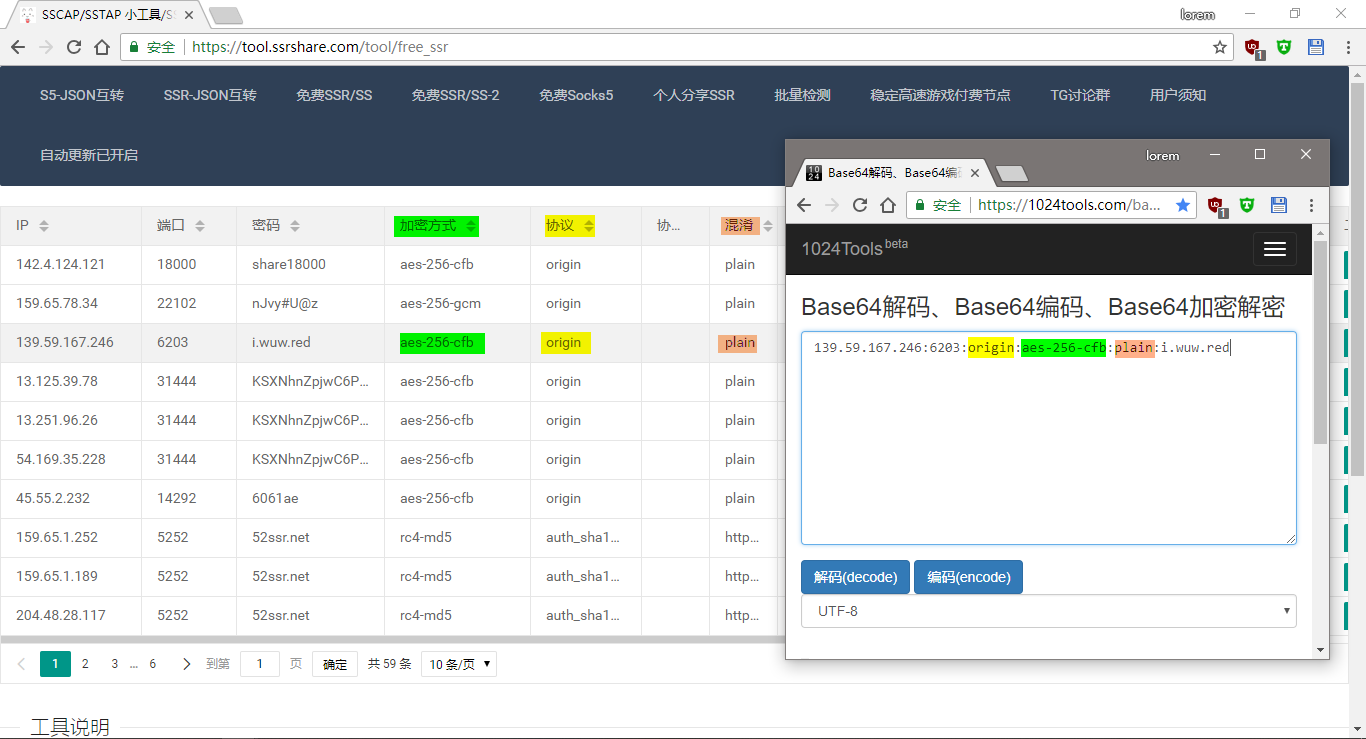 SSCAP/SSTAP 小工具/S
lorem
安全 https://tool.ssrshare.com/tool/free_ssr
S5-JSON互转 SSR-JSON互转 免费SSR/SS 免费SSR/SS-2 免费Socks5 个人分享SSR 批量检测 稳定高速游戏付费节点 TG讨论群 用户须知
自动更新已开启
IP 端口 密码 加密方式 协议 协... 混淆
142.4.124.121 18000 share18000 aes-256-cfb origin plain
159.65.78.34 22102 nJvy#U@z aes-256-gcm origin plain
139.59.167.246 6203 i.wuw.red aes-256-cfb origin plain
13.125.39.78 31444 KSXNhnZpjwC6P... aes-256-cfb origin plain
13.251.96.26 31444 KSXNhnZpjwC6P... aes-256-cfb origin plain
54.169.35.228 31444 KSXNhnZpjwC6P... aes-256-cfb origin plain
45.55.2.232 14292 6061ae aes-256-cfb origin plain
159.65.1.252 5252 52ssr.net rc4-md5 auth_sha1... http...
159.65.1.189 5252 52ssr.net rc4-md5 auth_sha1... http...
204.48.28.117 5252 52ssr.net rc4-md5 auth_sha1... http...
1 2 3 ... 6 到第 1 页 确定 共 59 条 10 条/页
工具说明
lorem
Base64解码、Base64编
安全 https://1024tools.com/ba...
1024Tools beta
Base64解码、Base64编码、Base64加密解密
139.59.167.246:6203:origin:aes-256-cfb:plain:i.wuw.red
解码(decode) 编码(encode)
UTF-8